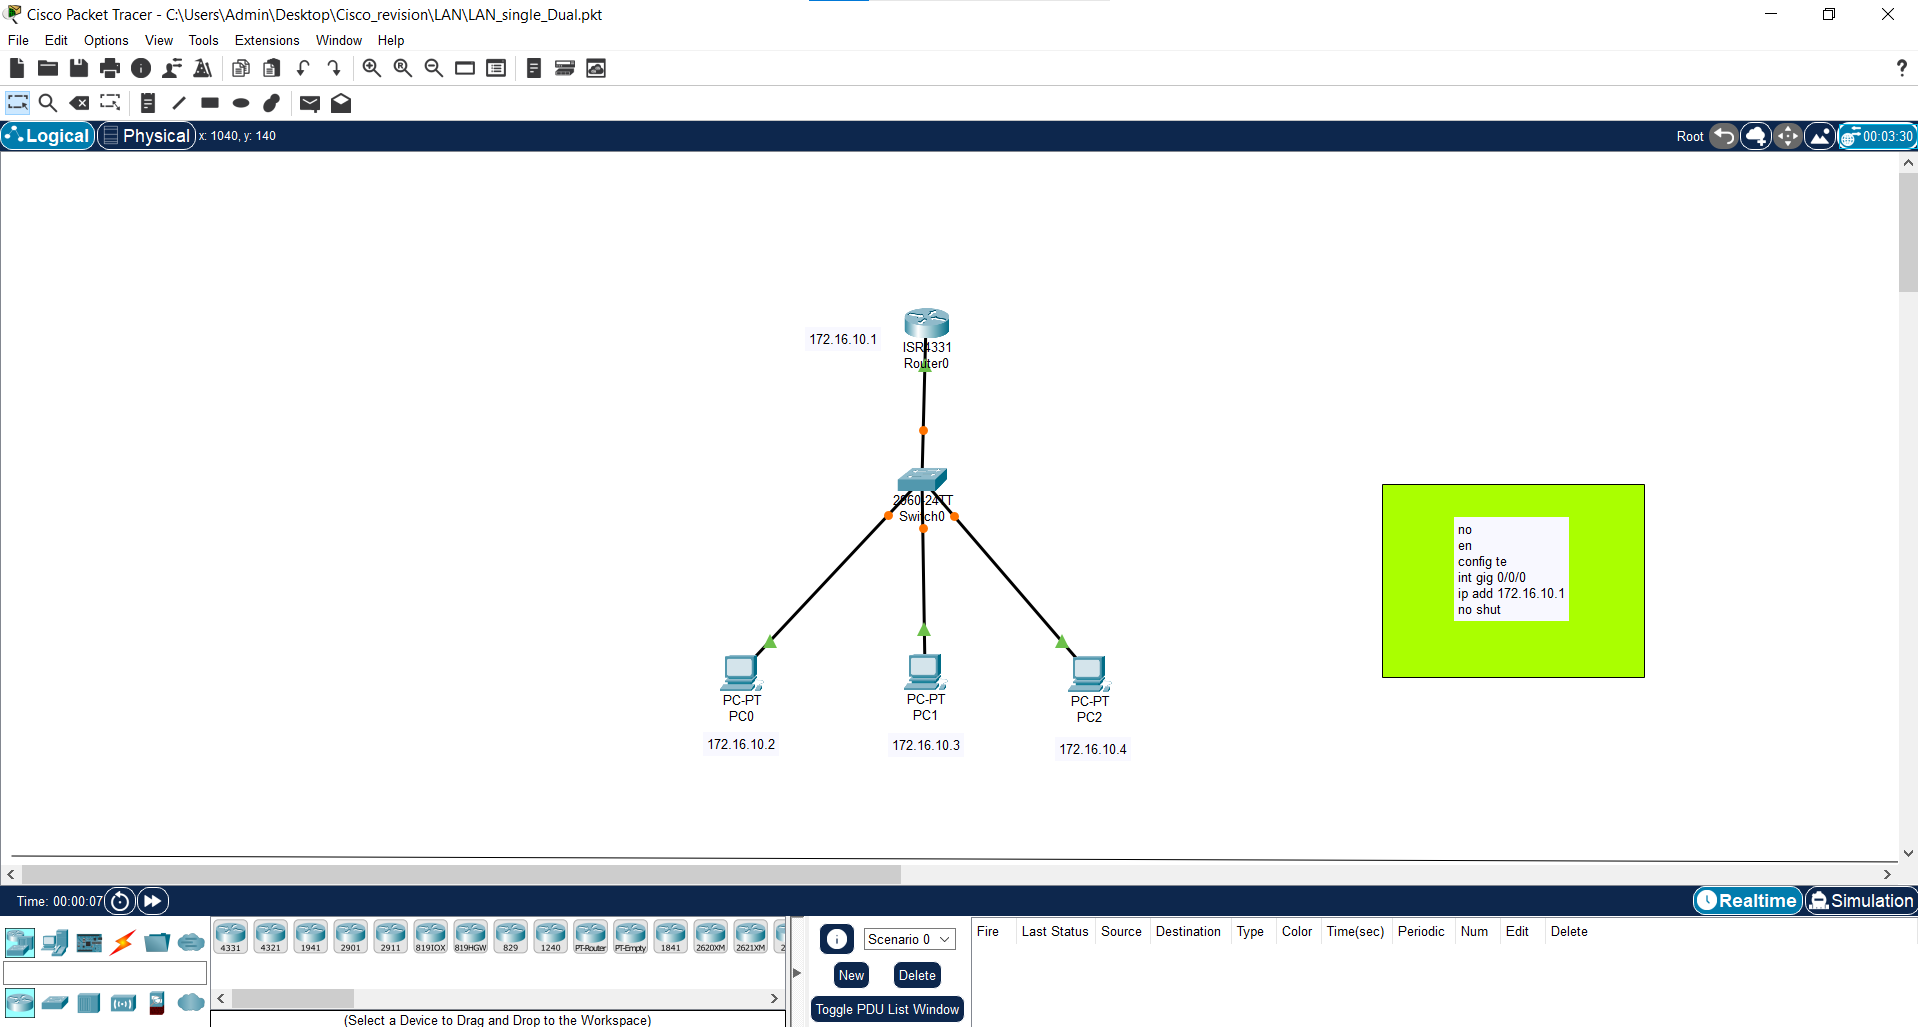 Cisco Packet Tracer - C:\Users\Admin\Desktop\Cisco_revision\LAN\LAN_single_Dual.pkt
File Edit Options View Tools Extensions Window Help
?
Logical Physical x: 1040, y: 140 Root 00:03:30
172.16.10.1
ISR4331
Router0
2960-24TT
Switch0
no
en
config te
int gig 0/0/0
ip add 172.16.10.1
no shut
PC-PT
PC0
172.16.10.2
PC-PT
PC1
172.16.10.3
PC-PT
PC2
172.16.10.4
Time: 00:00:07 Realtime Simulation
4331 4321 1941 2901 2911 819IOX 819HGW 829 1240 PT-Router PT-Empty 1841 2620XM 2621XM 2
(Select a Device to Drag and Drop to the Workspace)
Scenario 0
New Delete
Toggle PDU List Window
Fire Last Status Source Destination Type Color Time(sec) Periodic Num Edit Delete